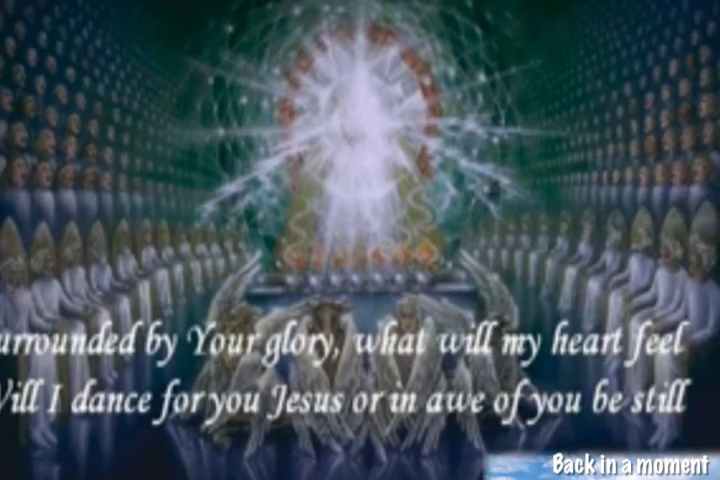 urrounded by Your glory, what will my heart feel
Will I dance for you Jesus or in awe of you be still
Back in a moment